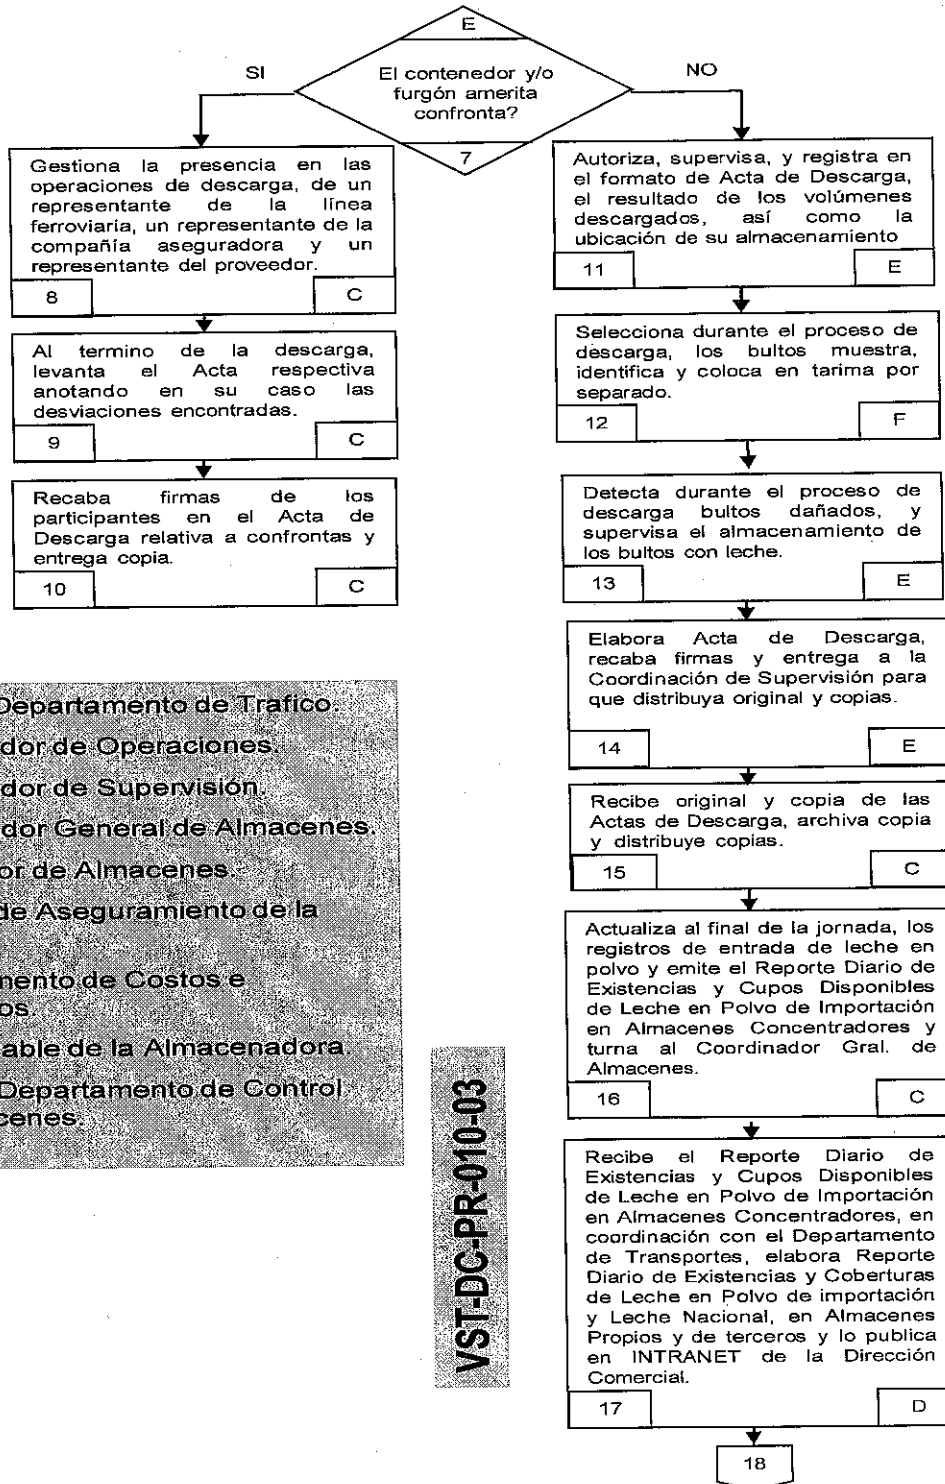 E
El contenedor y/o
furgón amerita
confronta?
7
SI
NO
Gestiona la presencia en las
operaciones de descarga, de un
representante de la línea
ferroviaria, un representante de la
compañía aseguradora y un
representante del proveedor.
8
C
Al termino de la descarga,
levanta el Acta respectiva
anotando en su caso las
desviaciones encontradas.
9
C
Recaba firmas de los
participantes en el Acta de
Descarga relativa a confrontas y
entrega copia.
10
C
Autoriza, supervisa, y registra en
el formato de Acta de Descarga,
el resultado de los volúmenes
descargados, así como la
ubicación de su almacenamiento
11
E
Selecciona durante el proceso de
descarga, los bultos muestra,
identifica y coloca en tarima por
separado.
12
F
Detecta durante el proceso de
descarga bultos dañados, y
supervisa el almacenamiento de
los bultos con leche.
13
E
Elabora Acta de Descarga,
recaba firmas y entrega a la
Coordinación de Supervisión para
que distribuya original y copias.
14
E
Recibe original y copia de las
Actas de Descarga, archiva copia
y distribuye copias.
15
C
Actualiza al final de la jornada, los
registros de entrada de leche en
polvo y emite el Reporte Diario de
Existencias y Cupos Disponibles
de Leche en Polvo de Importación
en Almacenes Concentradores y
turna al Coordinador Gral. de
Almacenes.
16
C
Recibe el Reporte Diario de
Existencias y Cupos Disponibles
de Leche en Polvo de Importación
en Almacenes Concentradores, en
coordinación con el Departamento
de Transportes, elabora Reporte
Diario de Existencias y Coberturas
de Leche en Polvo de importación
y Leche Nacional, en Almacenes
Propios y de terceros y lo publica
en INTRANET de la Dirección
Comercial.
17
D
18
Departamento de Trafico.
dor de Operaciones.
dor de Supervisión.
dor General de Almacenes.
or de Almacenes.
de Aseguramiento de la
mento de Costos e
os.
able de la Almacenadora.
Departamento de Control
cenes.
VST-DC-PR-010-03